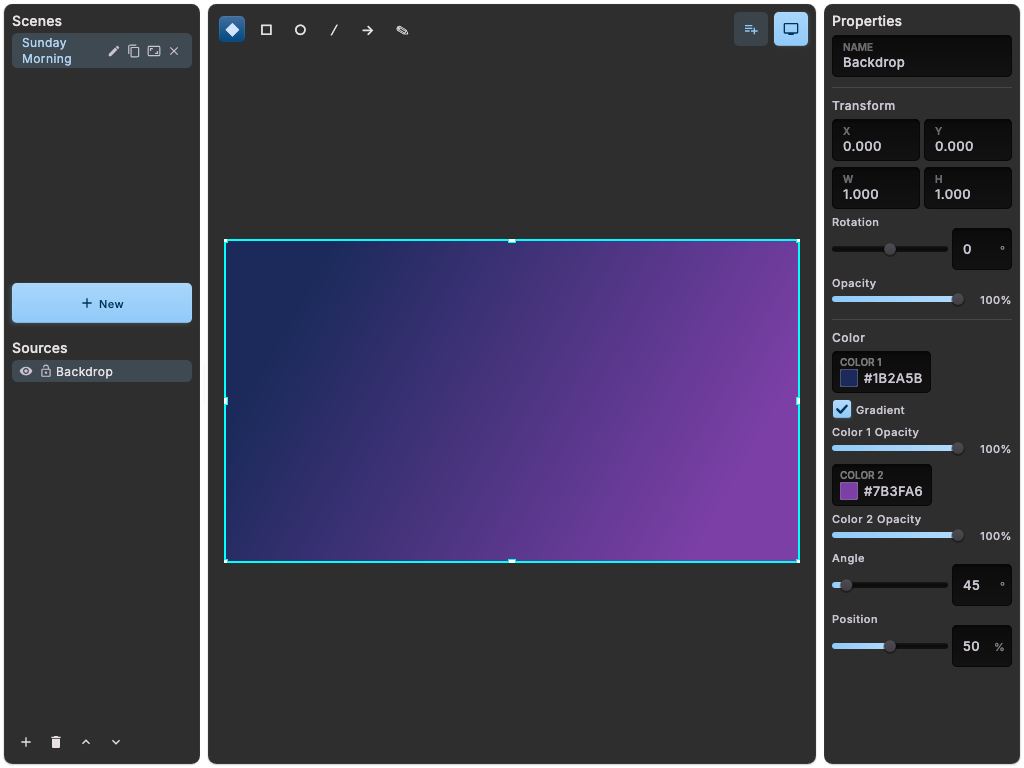 Scenes
Sunday
Morning
+ New
Sources
Backdrop
Properties
NAME
Backdrop
Transform
X
0.000
Y
0.000
W
1.000
H
1.000
Rotation
0 °
Opacity
100%
Color
COLOR 1
#1B2A5B
Gradient
Color 1 Opacity
100%
COLOR 2
#7B3FA6
Color 2 Opacity
100%
Angle
45 °
Position
50 %